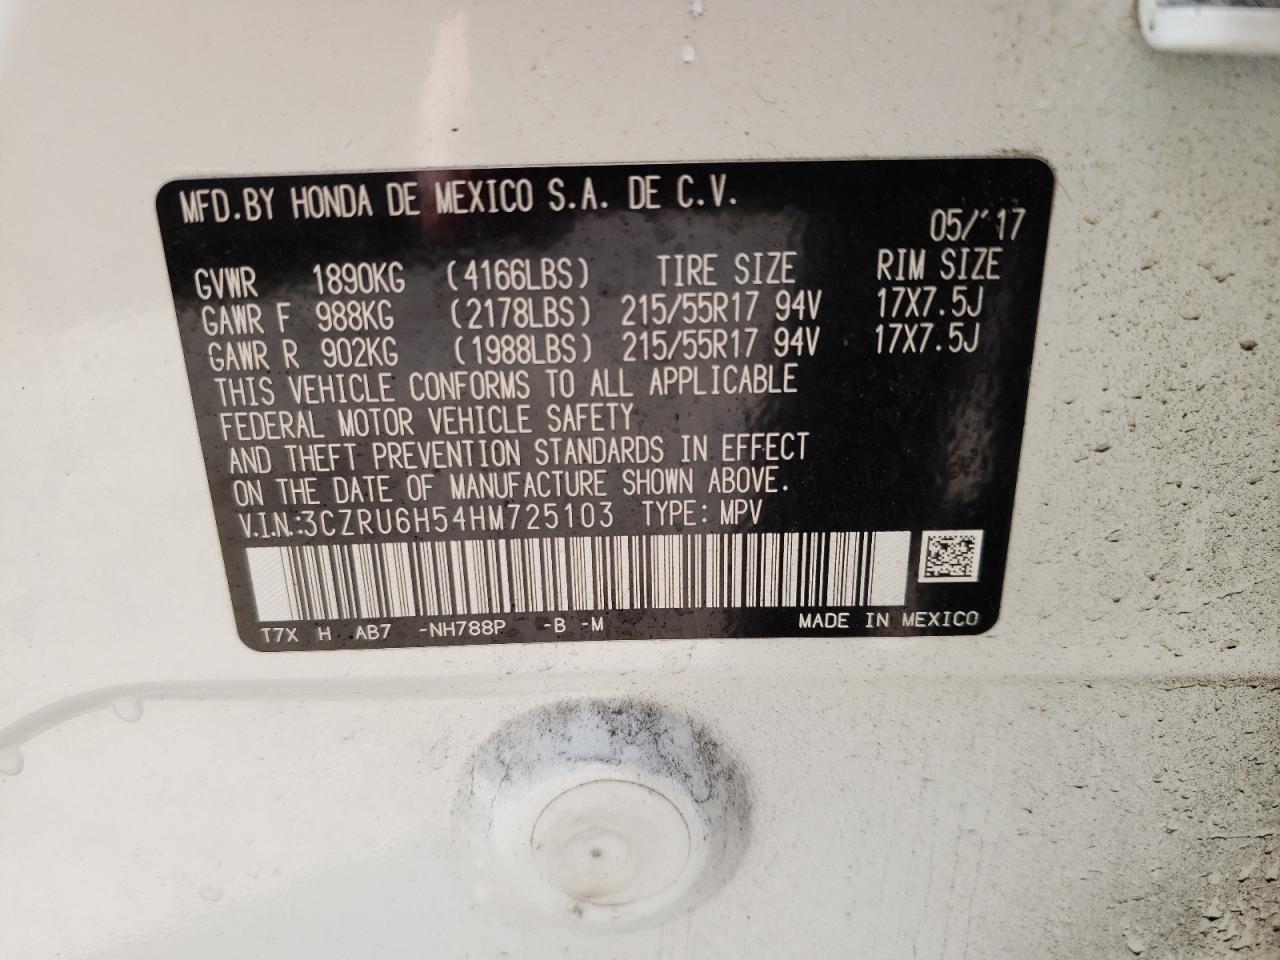 MFD.BY HONDA DE MEXICO S.A. DE C.V.
05/'17
GVWR 1890KG (4166LBS) TIRE SIZE RIM SIZE
GAWR F 988KG (2178LBS) 215/55R17 94V 17X7.5J
GAWR R 902KG (1988LBS) 215/55R17 94V 17X7.5J
THIS VEHICLE CONFORMS TO ALL APPLICABLE
FEDERAL MOTOR VEHICLE SAFETY
AND THEFT PREVENTION STANDARDS IN EFFECT
ON THE DATE OF MANUFACTURE SHOWN ABOVE.
V.I.N.:3CZRU6H54HM725103 TYPE: MPV
T7X H AB7 -NH788P -B -M MADE IN MEXICO